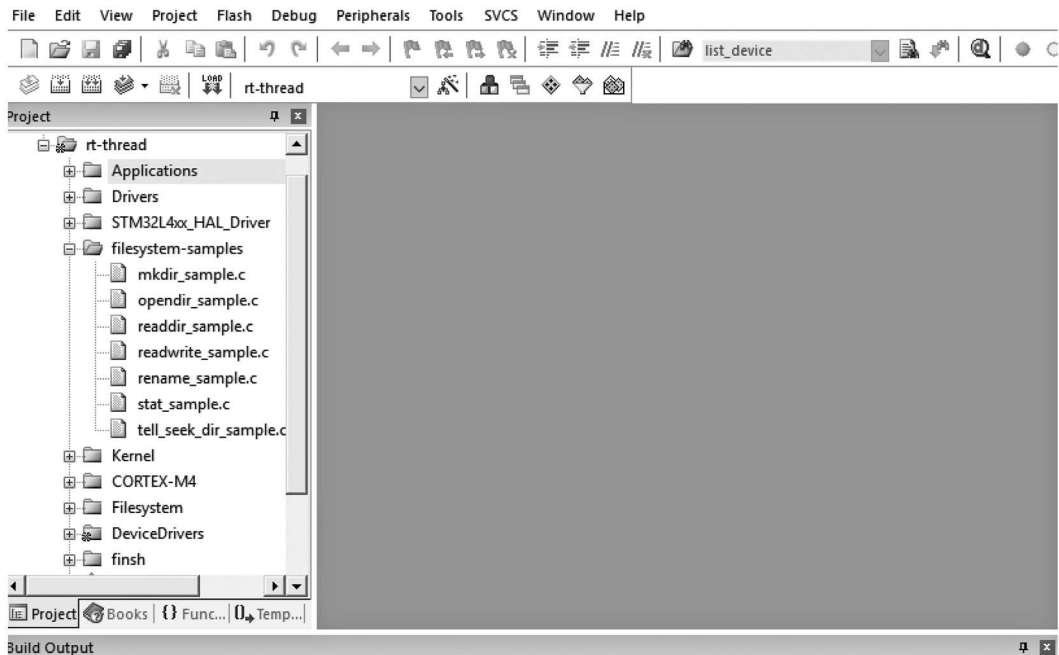 File Edit View Project Flash Debug Peripherals Tools SVCS Window Help
list_device
LOAD
rt-thread
Project
rt-thread
Applications
Drivers
STM32L4xx_HAL_Driver
filesystem-samples
mkdir_sample.c
opendir_sample.c
readdir_sample.c
readwrite_sample.c
rename_sample.c
stat_sample.c
tell_seek_dir_sample.c
Kernel
CORTEX-M4
Filesystem
DeviceDrivers
finsh
Project Books {} Func... 0 Temp...
Build Output